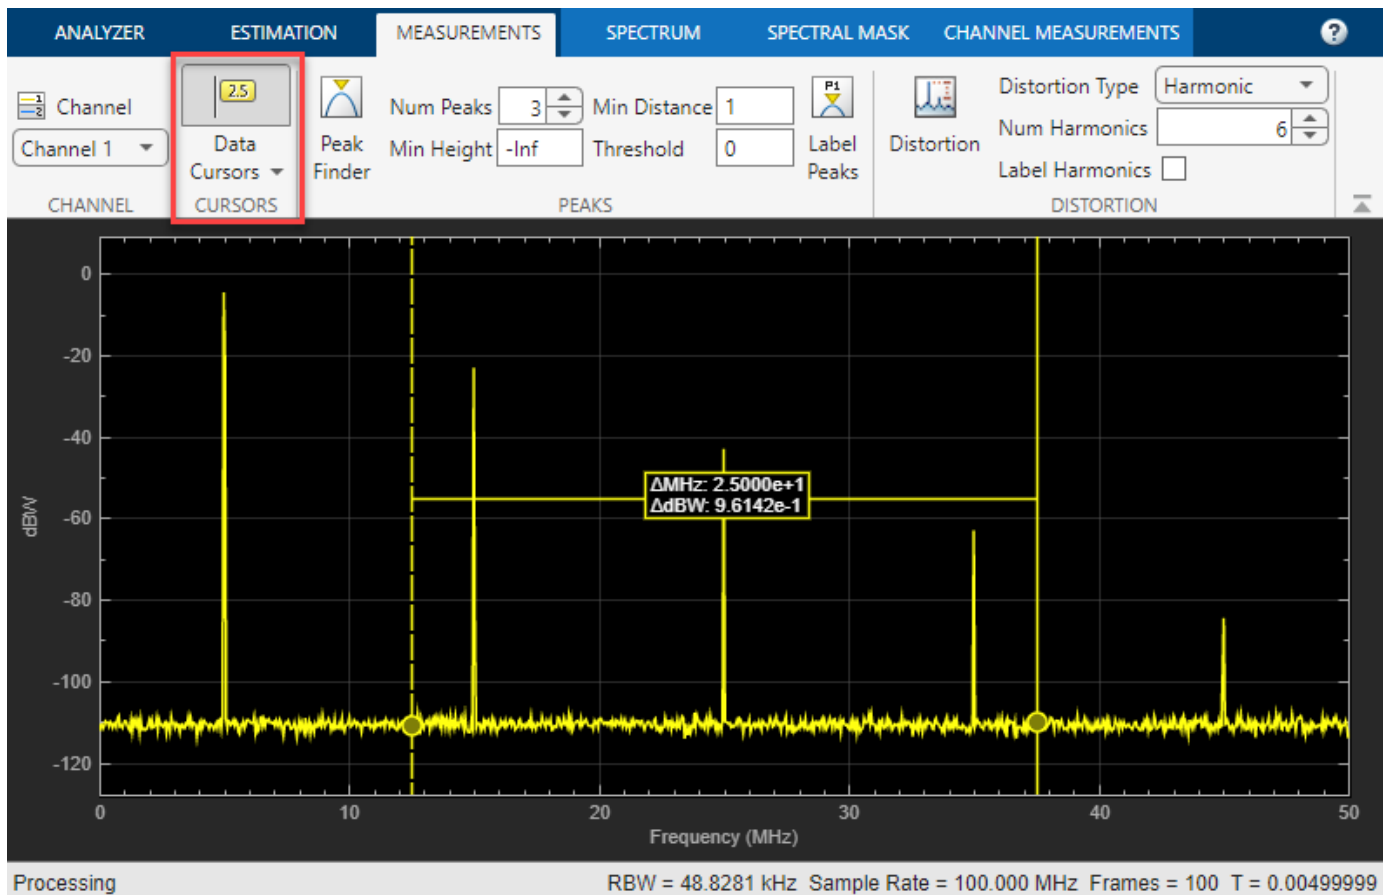 ANALYZER ESTIMATION MEASUREMENTS SPECTRUM SPECTRAL MASK CHANNEL MEASUREMENTS ?
Channel
Channel 1
CHANNEL
2.5
Data
Cursors
CURSORS
Peak
Finder
Num Peaks 3 Min Distance 1
Min Height -Inf Threshold 0
P1
Label
Peaks
PEAKS
Distortion
Distortion Type Harmonic
Num Harmonics 6
Label Harmonics
DISTORTION
0
-20
-40
-60
-80
-100
-120
dBW
ΔMHz: 2.5000e+1
ΔdBW: 9.6142e-1
0 10 20 30 40 50
Frequency (MHz)
Processing RBW = 48.8281 kHz Sample Rate = 100.000 MHz Frames = 100 T = 0.00499999